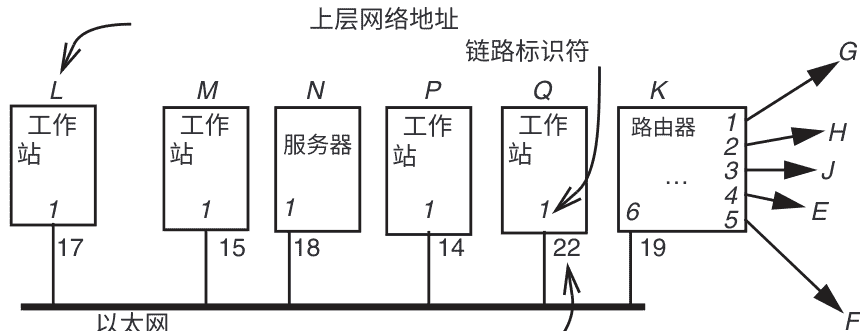 上层网络地址
链路标识符
L M N P Q K G
工作站 工作站 服务器 工作站 工作站 路由器 1
2 H
3 J
... 4 E
1 1 1 1 1 6 5
17 15 18 14 22 19
F
以太网